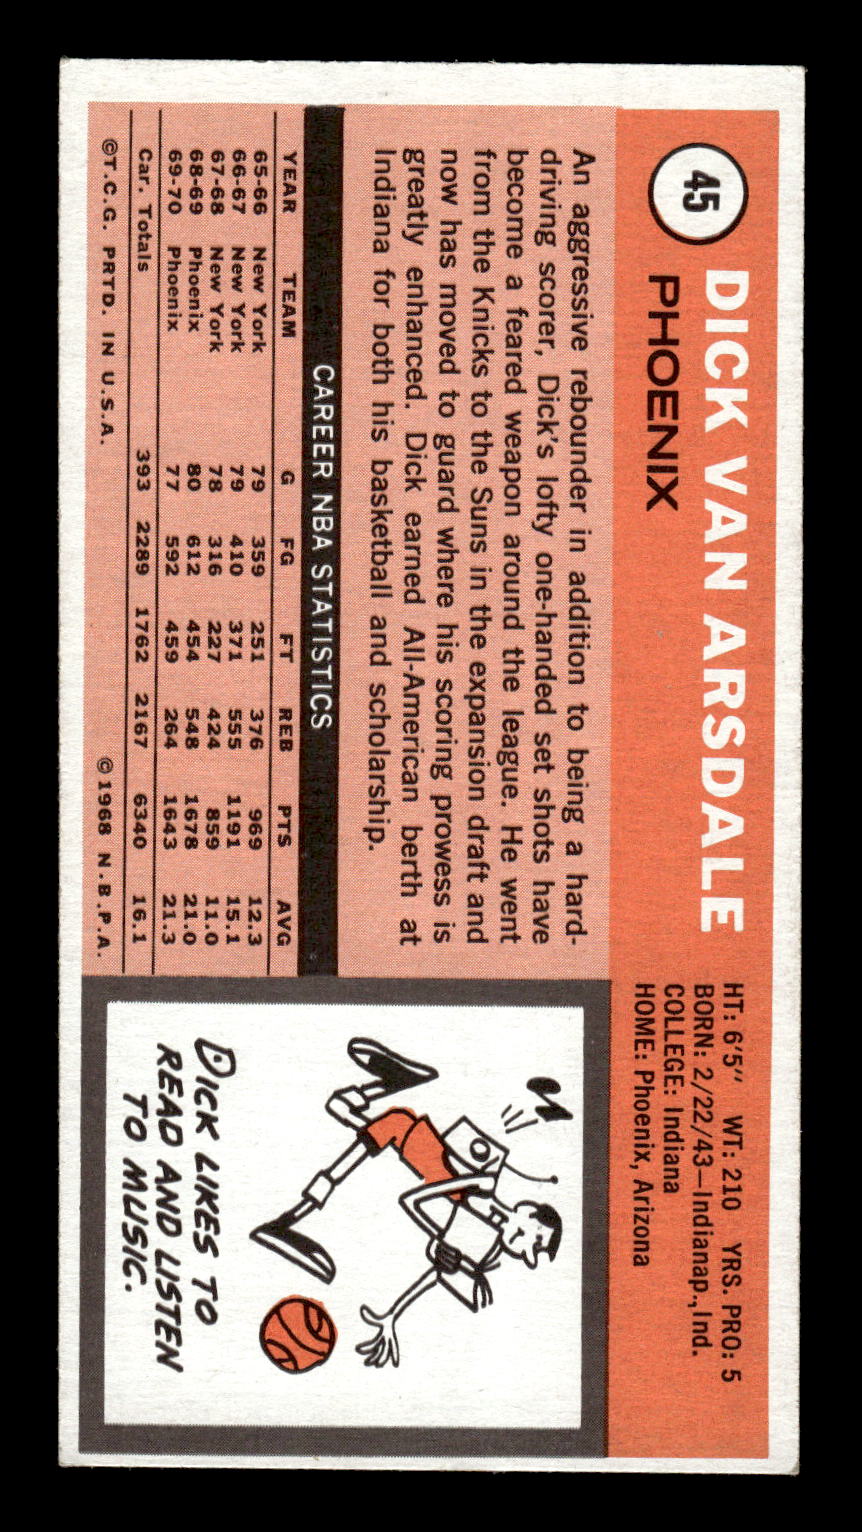 45
DICK VAN ARSDALE
PHOENIX
HT: 6'5" WT: 210 YRS. PRO: 5
BORN: 2/22/43—Indianap., Ind.
COLLEGE: Indiana
HOME: Phoenix, Arizona
An aggressive rebounder in addition to being a hard-
driving scorer, Dick's lofty one-handed set shots have
become a feared weapon around the league. He went
from the Knicks to the Suns in the expansion draft and
now has moved to guard where his scoring prowess is
greatly enhanced. Dick earned All-American berth at
Indiana for both his basketball and scholarship.
CAREER NBA STATISTICS
YEAR TEAM G FG FT REB PTS AVG
65-66 New York 79 359 251 376 969 12.3
66-67 New York 79 410 371 555 1191 15.1
67-68 New York 78 316 227 424 859 11.0
68-69 Phoenix 80 612 454 548 1678 21.0
69-70 Phoenix 77 592 459 264 1643 21.3
Car. Totals 393 2289 1762 2167 6340 16.1
©T.C.G. PRTD. IN U.S.A. ©1968 N.B.P.A.
DICK LIKES TO
READ AND LISTEN
TO MUSIC.